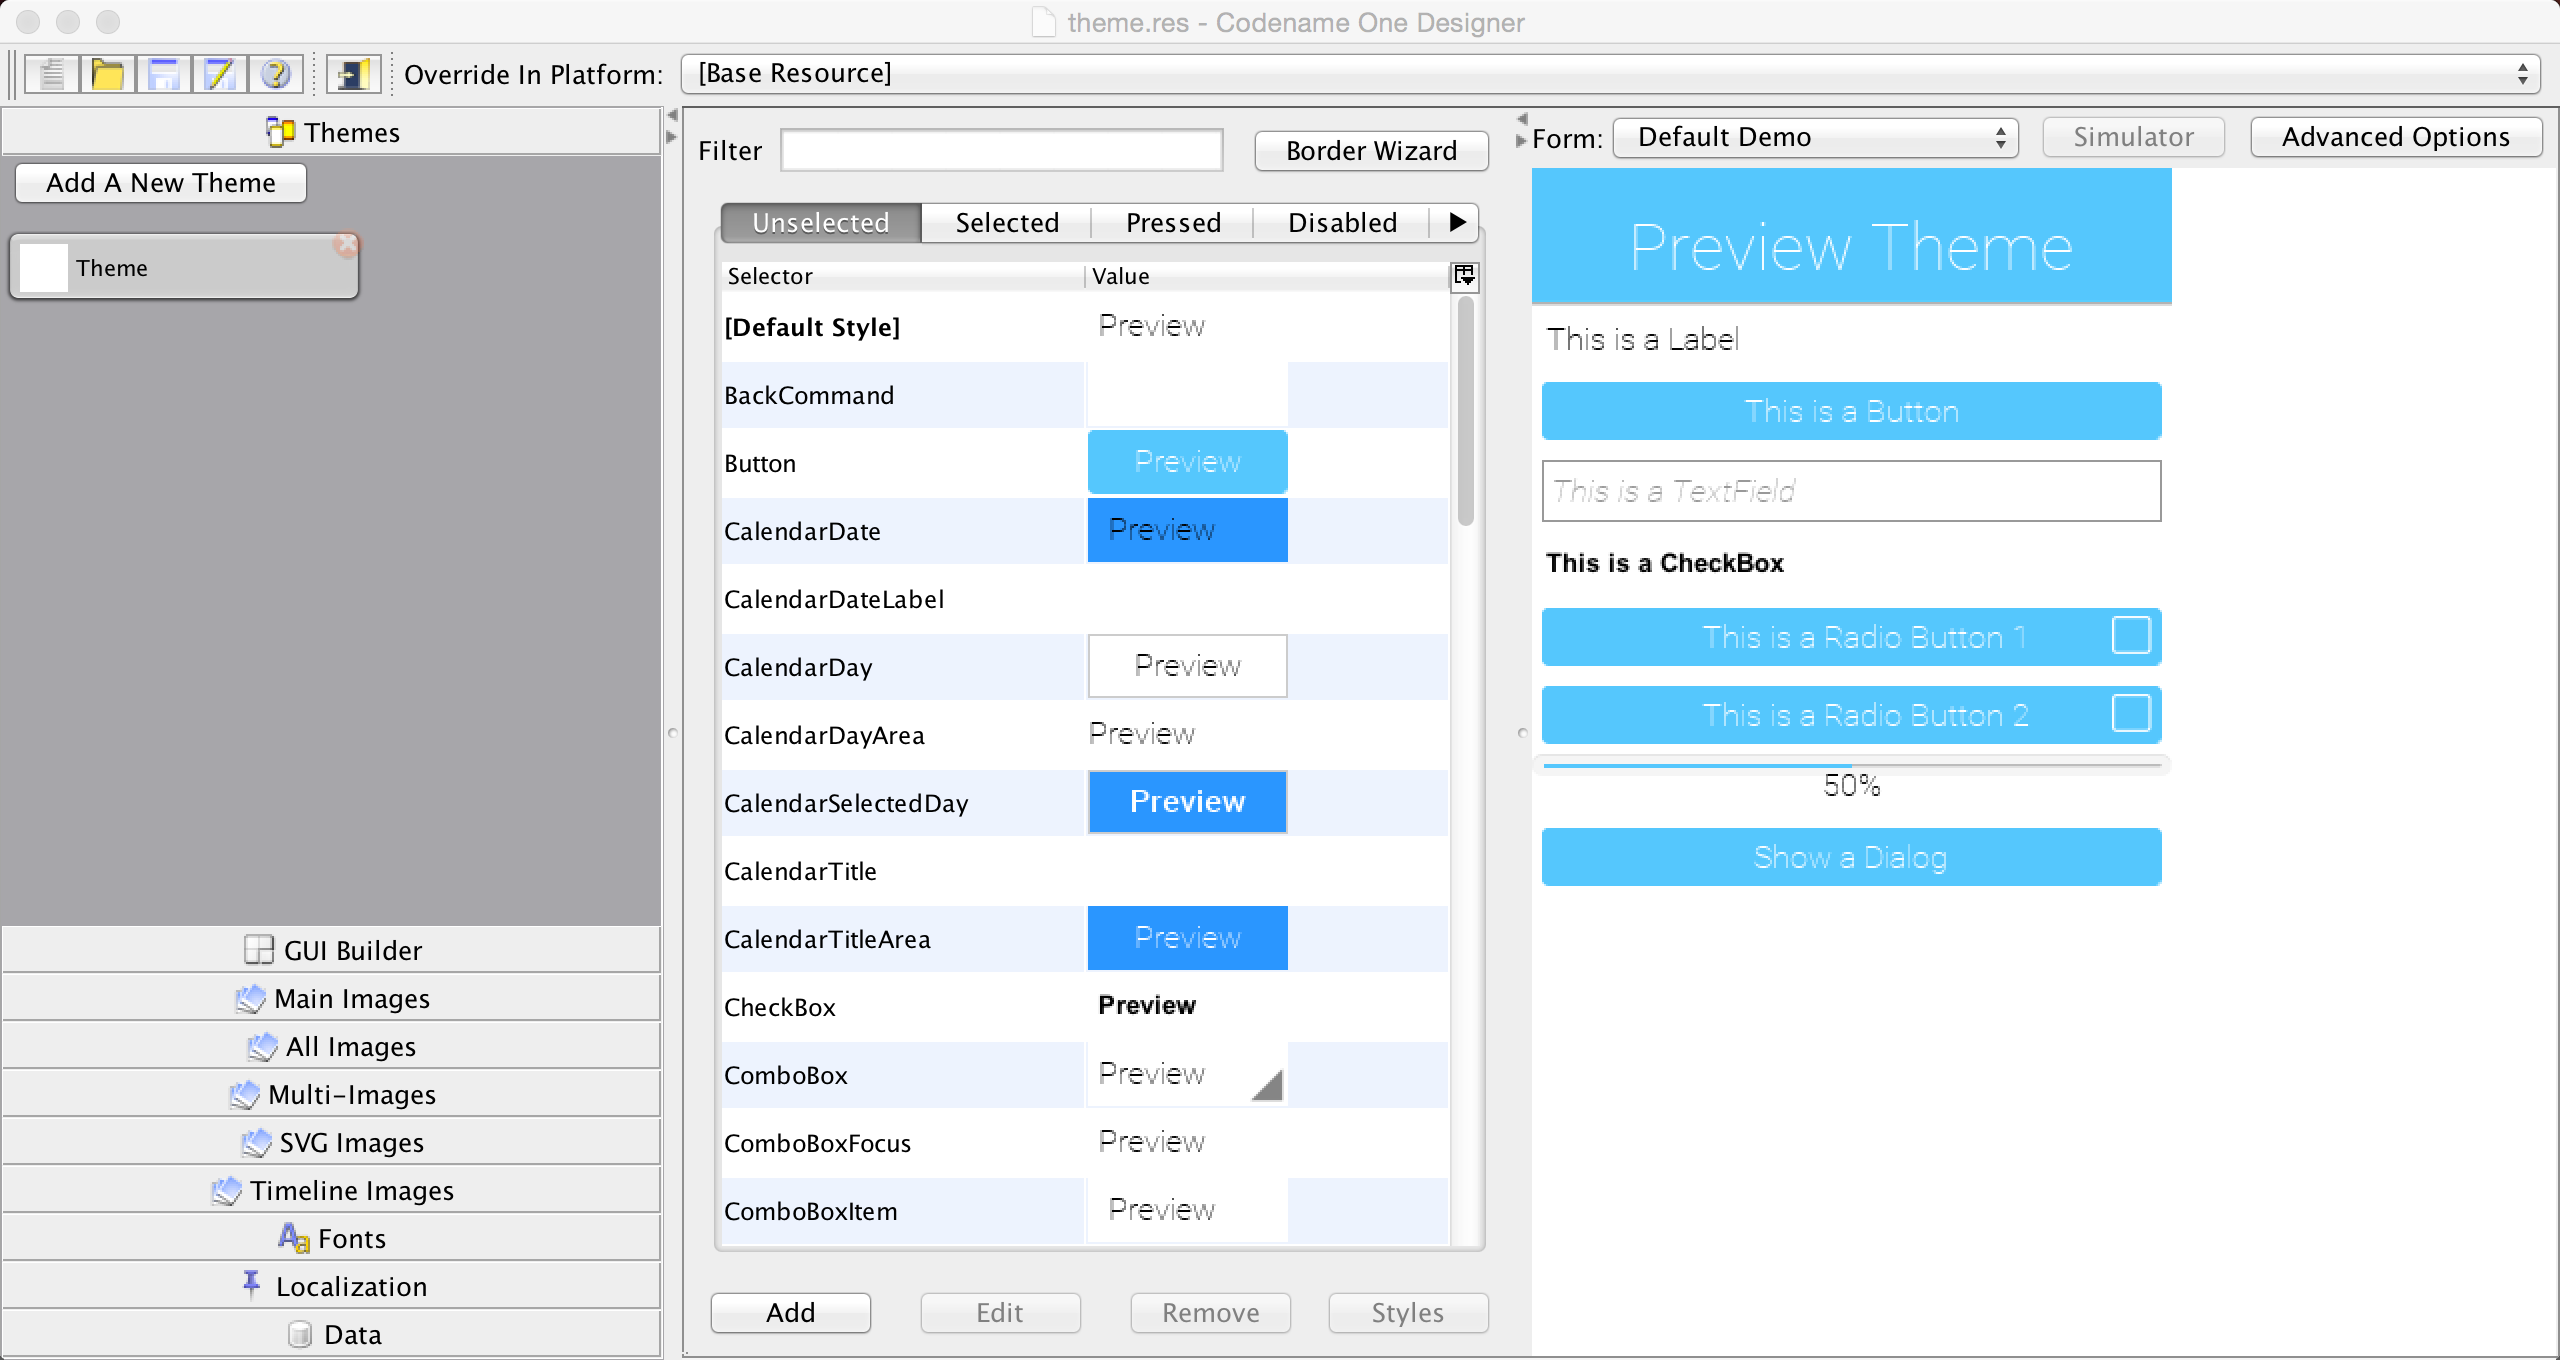 theme.res - Codename One Designer
Override In Platform: [Base Resource]
Themes
Add A New Theme
Theme
GUI Builder
Main Images
All Images
Multi-Images
SVG Images
Timeline Images
Fonts
Localization
Data
Filter Border Wizard
Unselected Selected Pressed Disabled
Selector Value
[Default Style] Preview
BackCommand
Button Preview
CalendarDate Preview
CalendarDateLabel
CalendarDay Preview
CalendarDayArea Preview
CalendarSelectedDay Preview
CalendarTitle
CalendarTitleArea Preview
CheckBox Preview
ComboBox Preview
ComboBoxFocus Preview
ComboBoxItem Preview
Add Edit Remove Styles
Form: Default Demo Simulator Advanced Options
Preview Theme
This is a Label
This is a Button
This is a TextField
This is a CheckBox
This is a Radio Button 1
This is a Radio Button 2
50%
Show a Dialog